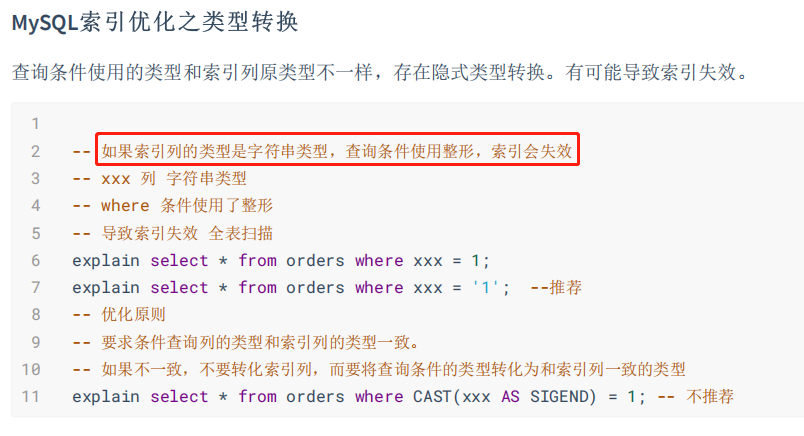 MySQL索引优化之类型转换
查询条件使用的类型和索引列原类型不一样，存在隐式类型转换。有可能导致索引失效。
1
2 -- 如果索引列的类型是字符串类型，查询条件使用整形，索引会失效
3 -- xxx 列 字符串类型
4 -- where 条件使用了整形
5 -- 导致索引失效 全表扫描
6 explain select * from orders where xxx = 1;
7 explain select * from orders where xxx = '1';  --推荐
8 -- 优化原则
9 -- 要求条件查询列的类型和索引列的类型一致。
10 -- 如果不一致，不要转化索引列，而要将查询条件的类型转化为和索引列一致的类型
11 explain select * from orders where CAST(xxx AS SIGEND) = 1; -- 不推荐